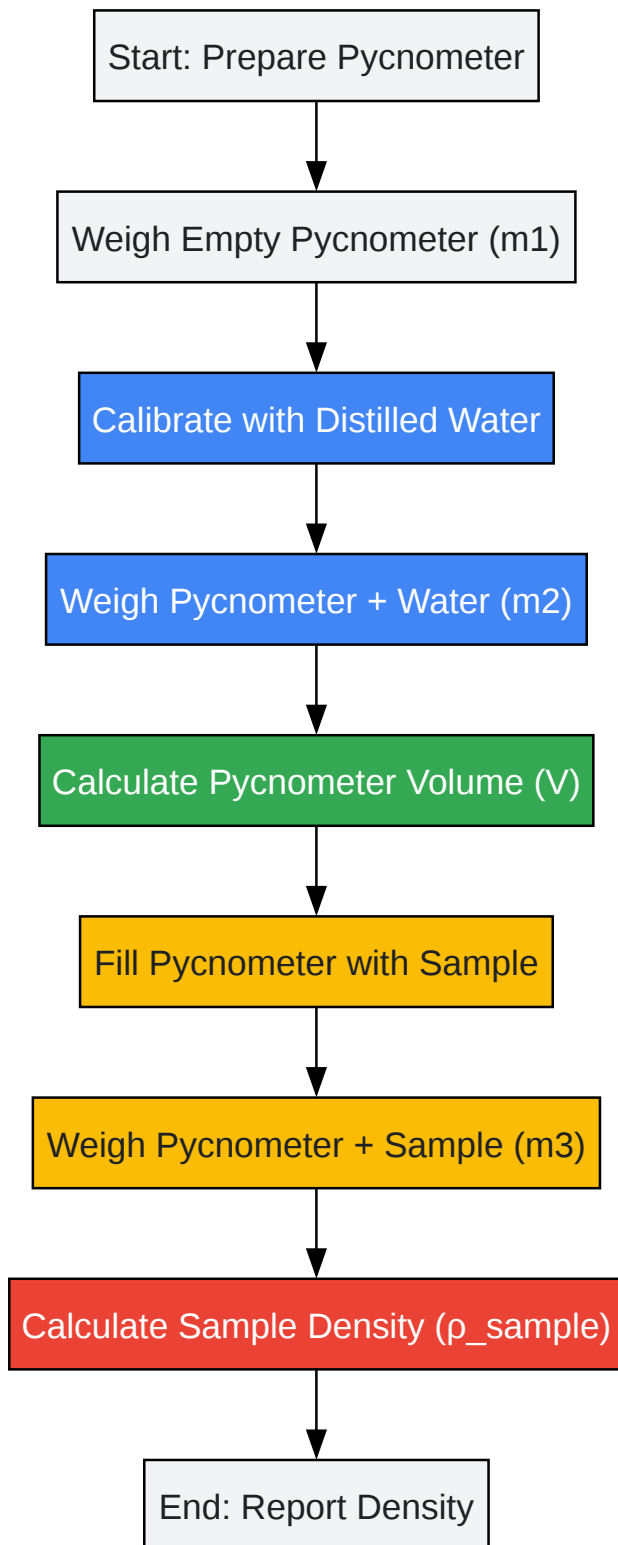 Start: Prepare Pycnometer
Weigh Empty Pycnometer (m1)
Calibrate with Distilled Water
Weigh Pycnometer + Water (m2)
Calculate Pycnometer Volume (V)
Fill Pycnometer with Sample
Weigh Pycnometer + Sample (m3)
Calculate Sample Density (ρ_sample)
End: Report Density